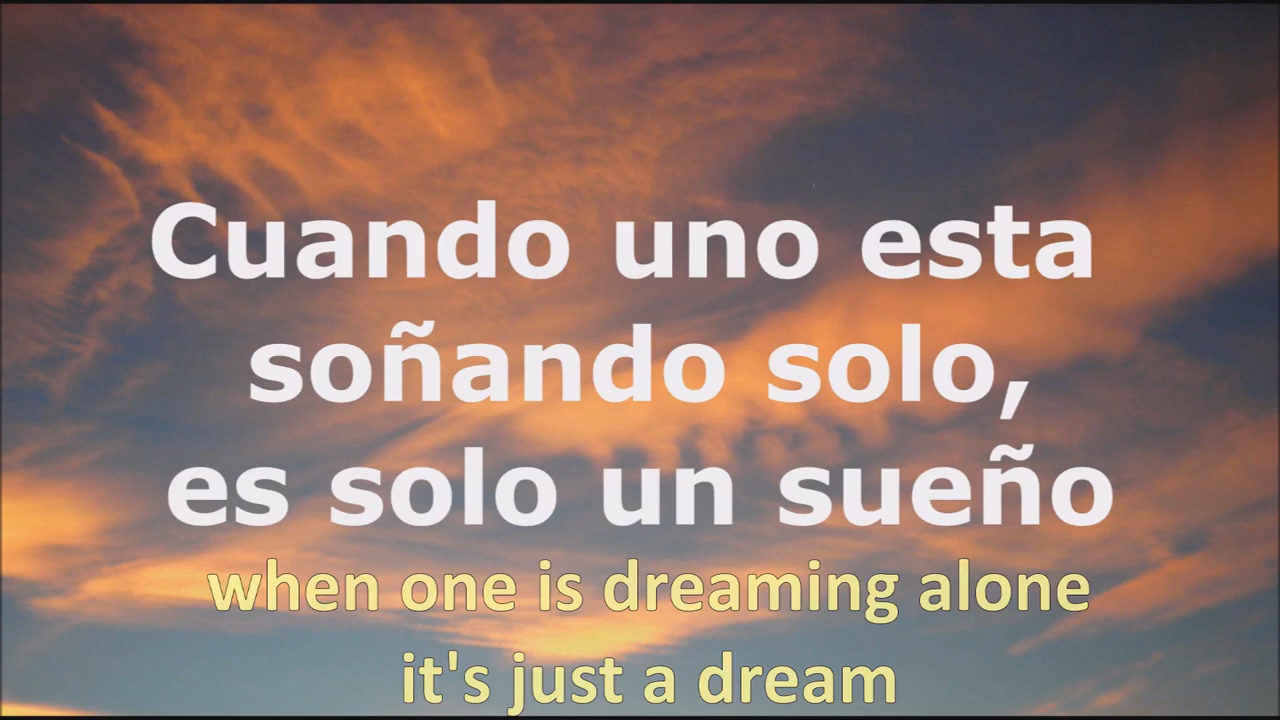 Cuando uno esta
soñando solo,
es solo un sueño
when one is dreaming alone
it's just a dream